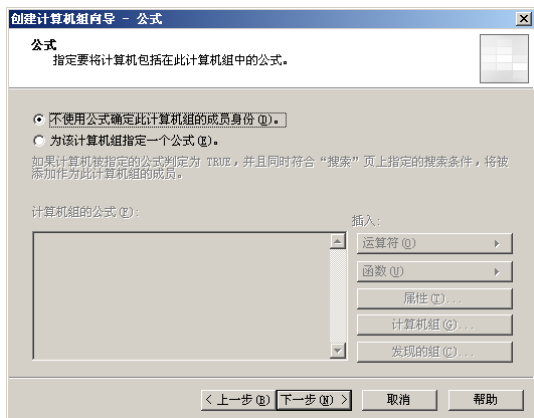 创建计算机组向导 - 公式
公式
指定要将计算机包括在此计算机组中的公式。
不使用公式确定此计算机组的成员身份(D)。
为该计算机组指定一个公式(E)。
如果计算机被指定的公式判定为 TRUE，并且同时符合“搜索”页上指定的搜索条件，将被
添加作为此计算机组的成员。
计算机组的公式(F):
插入:
运算符(O)
函数(U)
属性(T)...
计算机组(G)...
发现的组(C)...
< 上一步(B)
下一步(N) >
取消
帮助